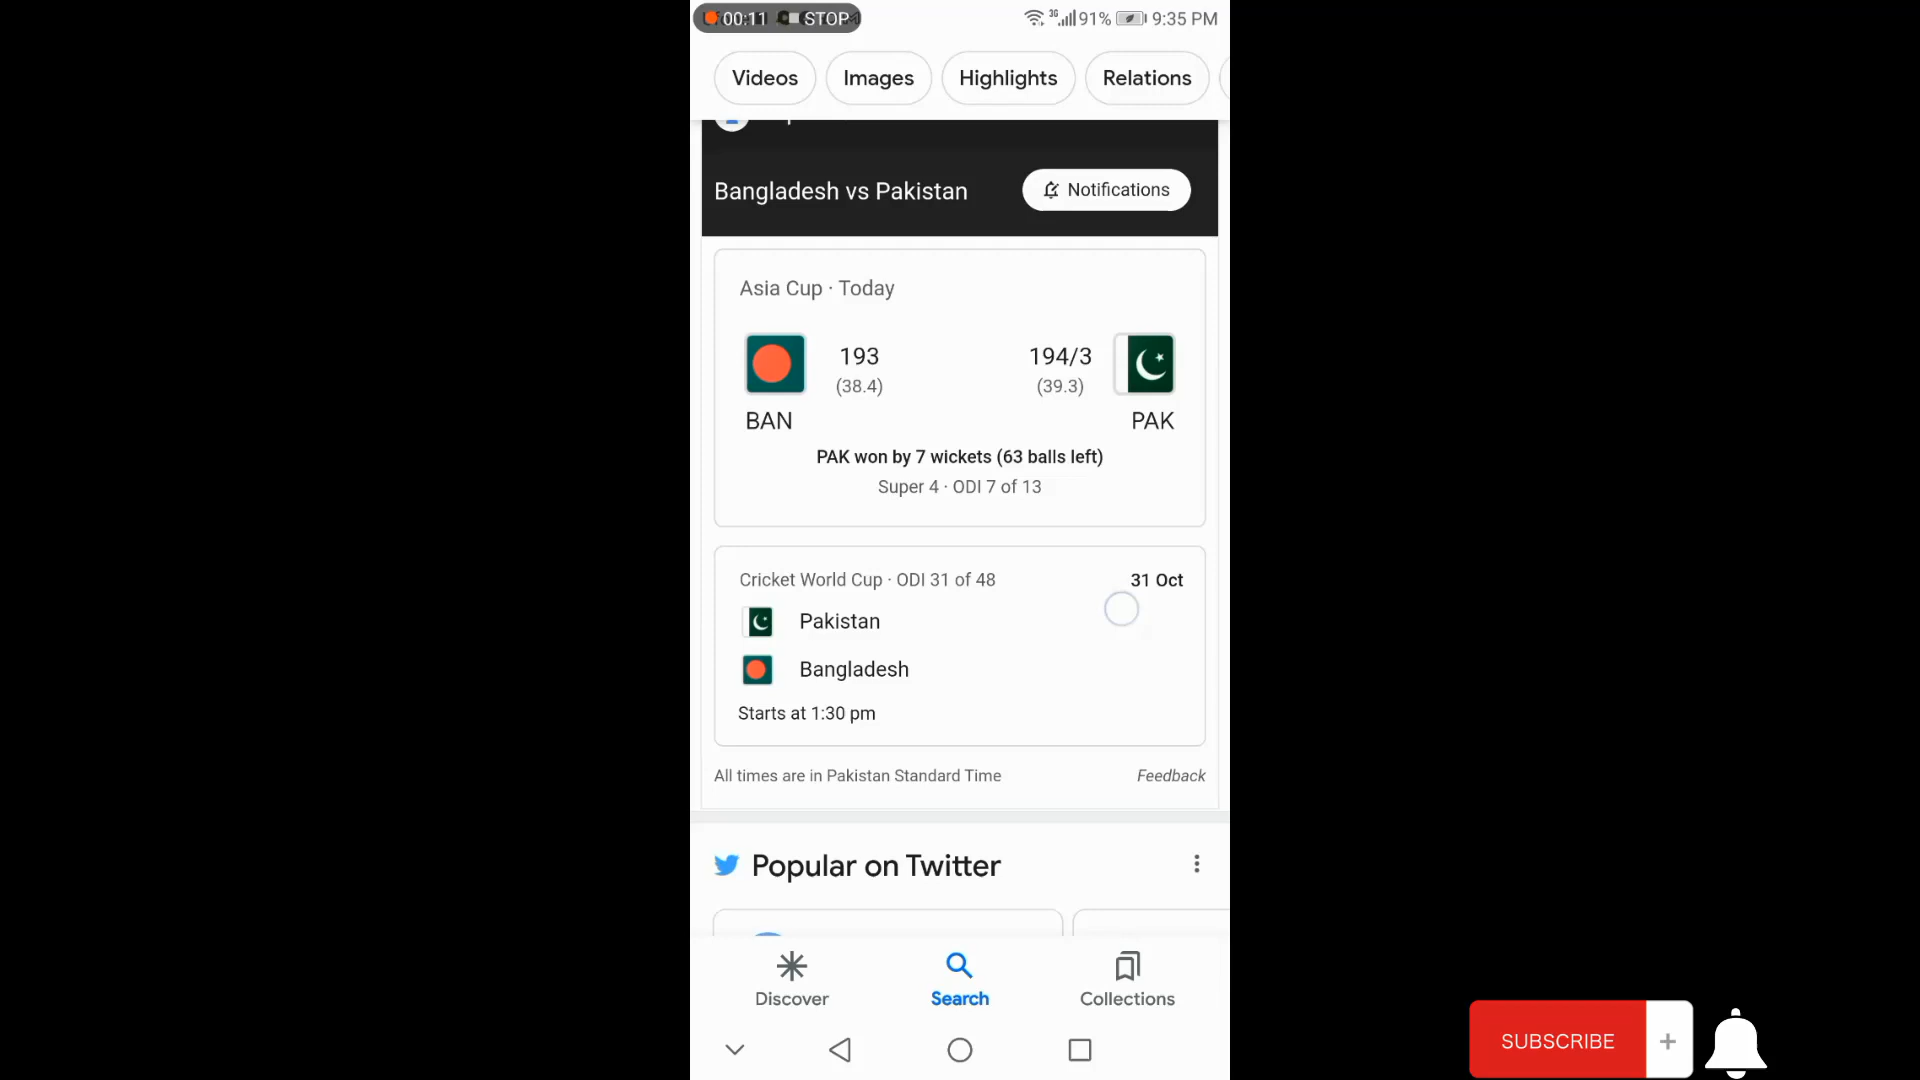 00:11 STOP
3G 91% 9:35 PM
Videos Images Highlights Relations
Bangladesh vs Pakistan Notifications
Asia Cup · Today
193 194/3
(38.4) (39.3)
BAN PAK
PAK won by 7 wickets (63 balls left)
Super 4 · ODI 7 of 13
Cricket World Cup · ODI 31 of 48 31 Oct
Pakistan
Bangladesh
Starts at 1:30 pm
All times are in Pakistan Standard Time Feedback
Popular on Twitter
Discover Search Collections
SUBSCRIBE +